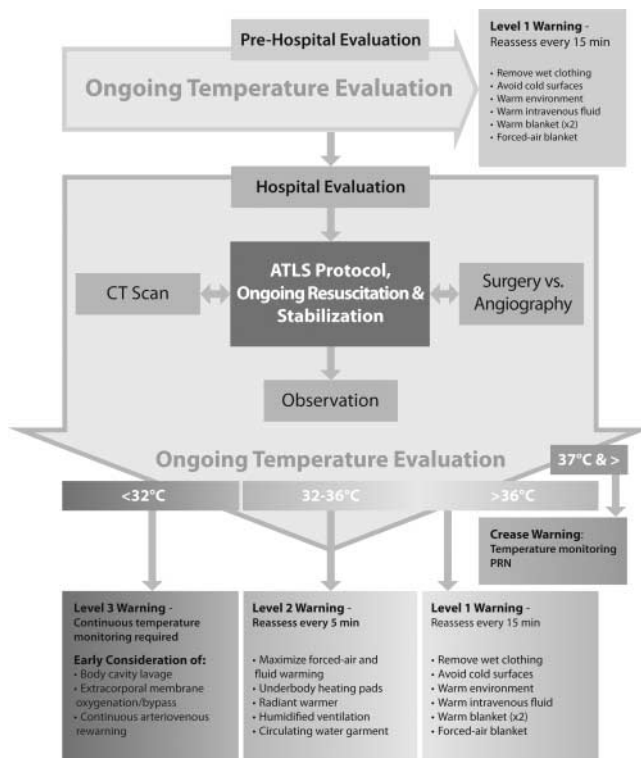 Pre-Hospital Evaluation
Ongoing Temperature Evaluation
Level 1 Warning -
Reassess every 15 min
• Remove wet clothing
• Avoid cold surfaces
• Warm environment
• Warm intravenous fluid
• Warm blanket (x2)
• Forced-air blanket
Hospital Evaluation
ATLS Protocol,
Ongoing Resuscitation &
Stabilization
CT Scan
Surgery vs.
Angiography
Observation
Ongoing Temperature Evaluation
37°C & >
<32°C
32-36°C
>36°C
Crease Warning:
Temperature monitoring
PRN
Level 3 Warning -
Continuous temperature
monitoring required
Early Consideration of:
• Body cavity lavage
• Extracorporal membrane
oxygenation/bypass
• Continuous arteriovenous
rewarning
Level 2 Warning -
Reassess every 5 min
• Maximize forced-air and
fluid warming
• Underbody heating pads
• Radiant warmer
• Humidified ventilation
• Circulating water garment
Level 1 Warning -
Reassess every 15 min
• Remove wet clothing
• Avoid cold surfaces
• Warm environment
• Warm intravenous fluid
• Warm blanket (x2)
• Forced-air blanket